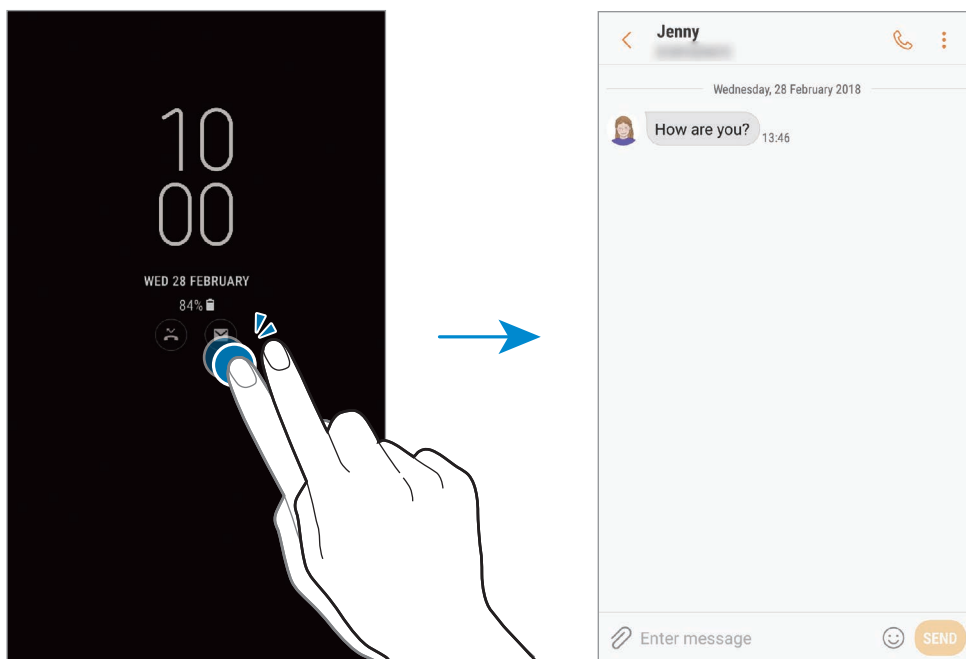 10
00
WED 28 FEBRUARY
84%
Jenny
Wednesday, 28 February 2018
How are you?
13:46
Enter message
SEND